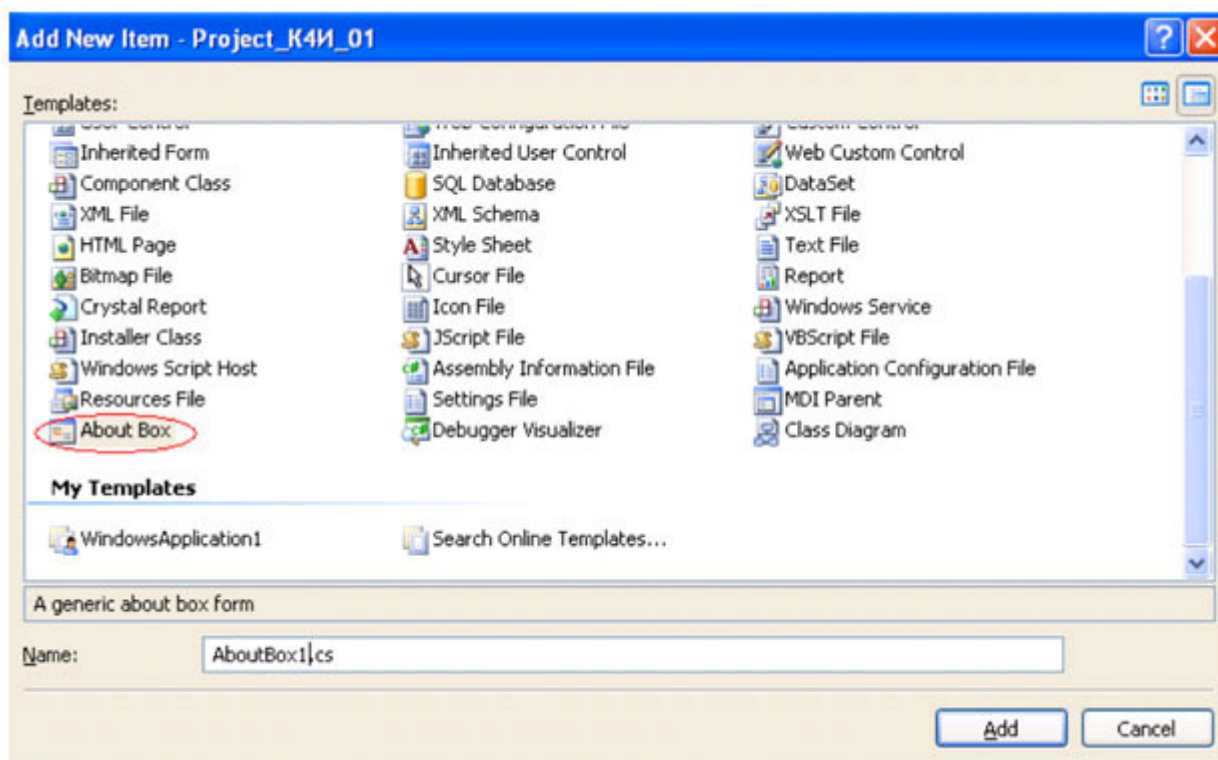 Add New Item - Project_К4И_01
Templates:
Inherited Form Inherited User Control Web Custom Control
Component Class SQL Database DataSet
XML File XML Schema XSLT File
HTML Page Style Sheet Text File
Bitmap File Cursor File Report
Crystal Report Icon File Windows Service
Installer Class JScript File VBScript File
Windows Script Host Assembly Information File Application Configuration File
Resources File Settings File MDI Parent
About Box Debugger Visualizer Class Diagram
My Templates
WindowsApplication1 Search Online Templates...
A generic about box form
Name: AboutBox1.cs
Add Cancel